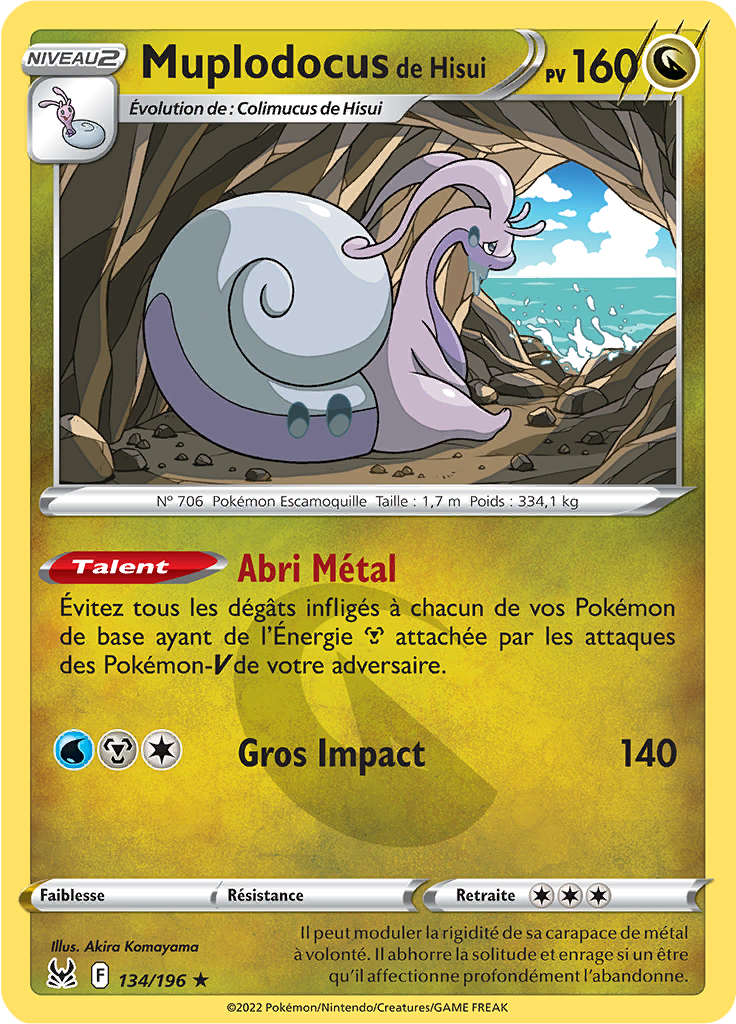 NIVEAU 2
Muplodocus de Hisui
PV 160
Évolution de : Colimucus de Hisui
Nº 706 Pokémon Escamoquille Taille : 1,7 m Poids : 334,1 kg
Talent Abri Métal
Évitez tous les dégâts infligés à chacun de vos Pokémon
de base ayant de l'Énergie attachée par les attaques
des Pokémon-V de votre adversaire.
Gros Impact 140
Faiblesse Résistance Retraite
Illus. Akira Komayama
Il peut moduler la rigidité de sa carapace de métal
à volonté. Il abhorre la solitude et enrage si un être
qu'il affectionne profondément l'abandonne.
F 134/196 ★
©2022 Pokémon/Nintendo/Creatures/GAME FREAK